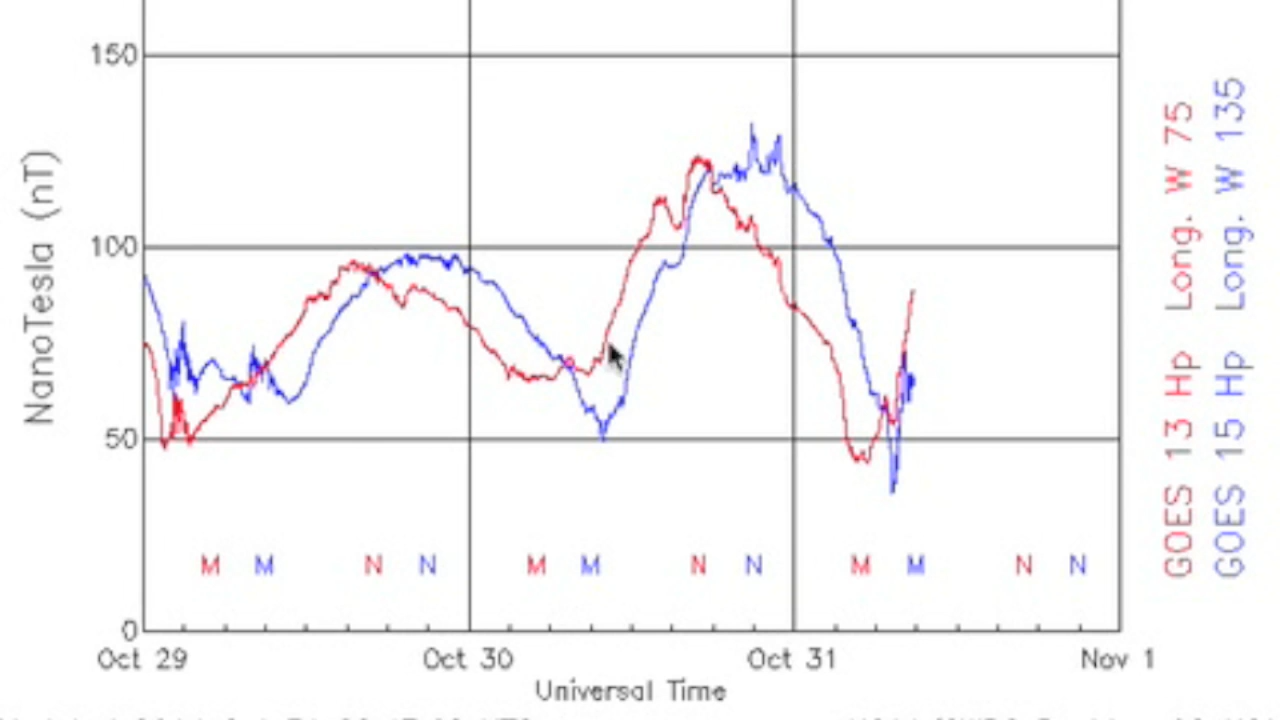 150
100
50
0
NanoTesla (nT)
M M N N M M N N M M N N
Oct 29 Oct 30 Oct 31 Nov 1
Universal Time
GOES 13 Hp Long. W 75
GOES 15 Hp Long. W 135